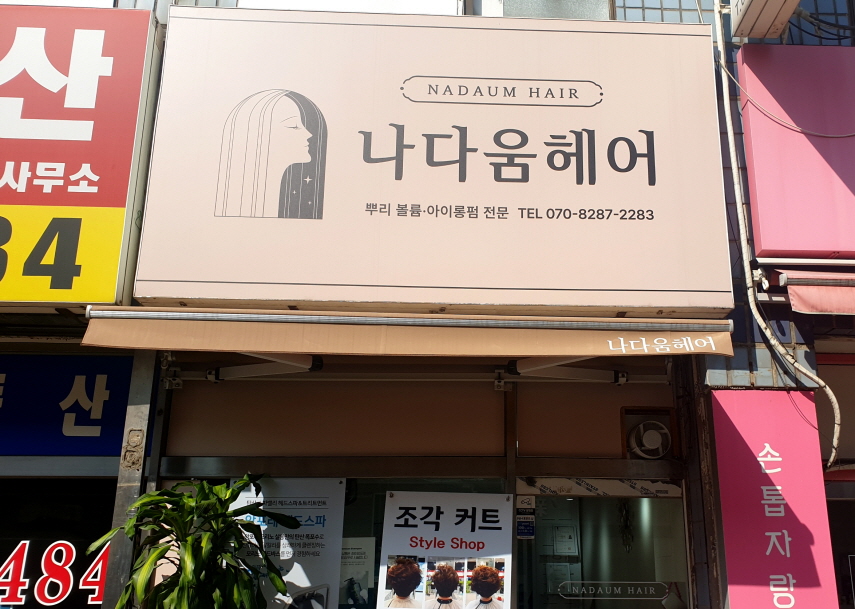 산
사무소
84
NADAUM HAIR
나다움헤어
뿌리 볼륨·아이롱펌 전문 TEL 070-8287-2283
나다움헤어
산
484
조각 커트
Style Shop
NADAUM HAIR
손톱자랑